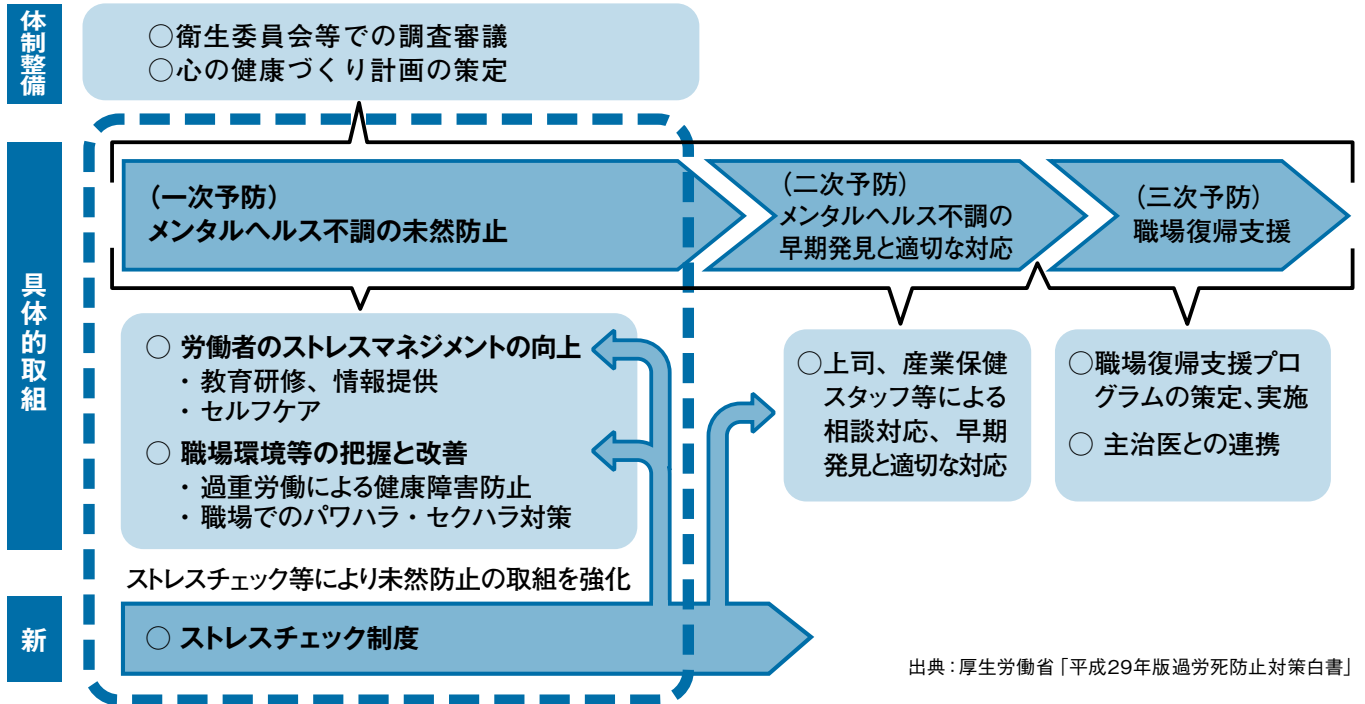 体制整備
○衛生委員会等での調査審議
○心の健康づくり計画の策定
具体的取組
(一次予防)
メンタルヘルス不調の未然防止
(二次予防)
メンタルヘルス不調の
早期発見と適切な対応
(三次予防)
職場復帰支援
○ 労働者のストレスマネジメントの向上
・教育研修、情報提供
・セルフケア
○ 職場環境等の把握と改善
・過重労働による健康障害防止
・職場でのパワハラ・セクハラ対策
○上司、産業保健
スタッフ等による
相談対応、早期
発見と適切な対応
○職場復帰支援プロ
グラムの策定、実施
○ 主治医との連携
ストレスチェック等により未然防止の取組を強化
新
○ ストレスチェック制度
出典：厚生労働省「平成29年版過労死防止対策白書」